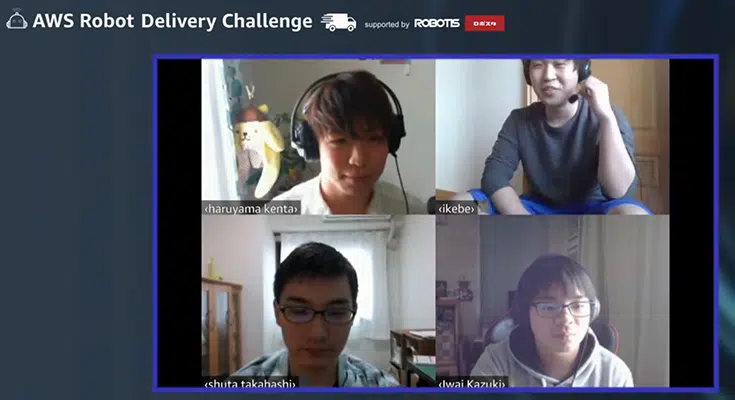 AWS Robot Delivery Challenge
supported by ROBOTIS ロボスタ
‹haruyama kenta›
‹ikebe›
‹shuta takahashi›
‹Iwai Kazuki›